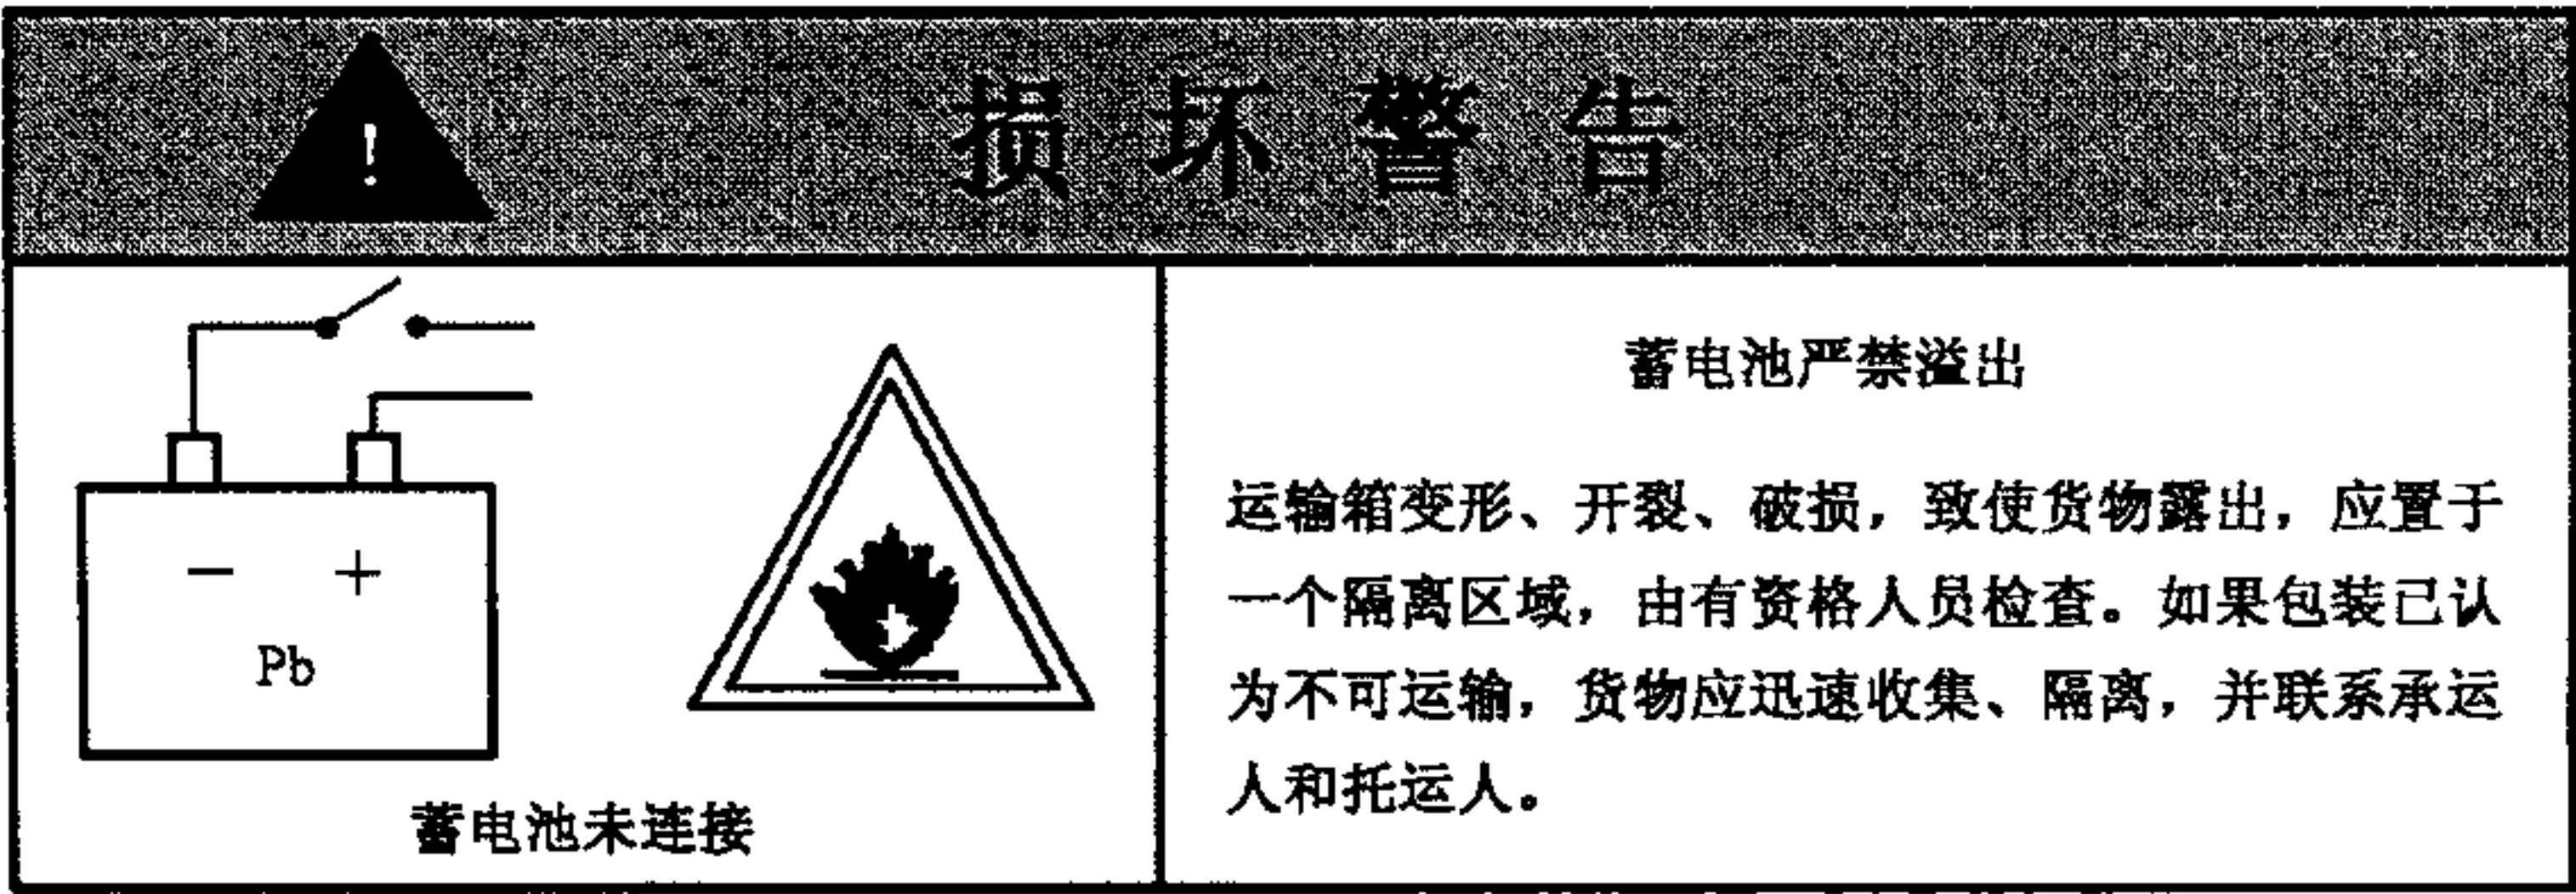 !
损坏警告
- +
Pb
蓄电池未连接
蓄电池严禁溢出
运输箱变形、开裂、破损，致使货物露出，应置于
一个隔离区域，由有资格人员检查。如果包装已认
为不可运输，货物应迅速收集、隔离，并联系承运
人和托运人。